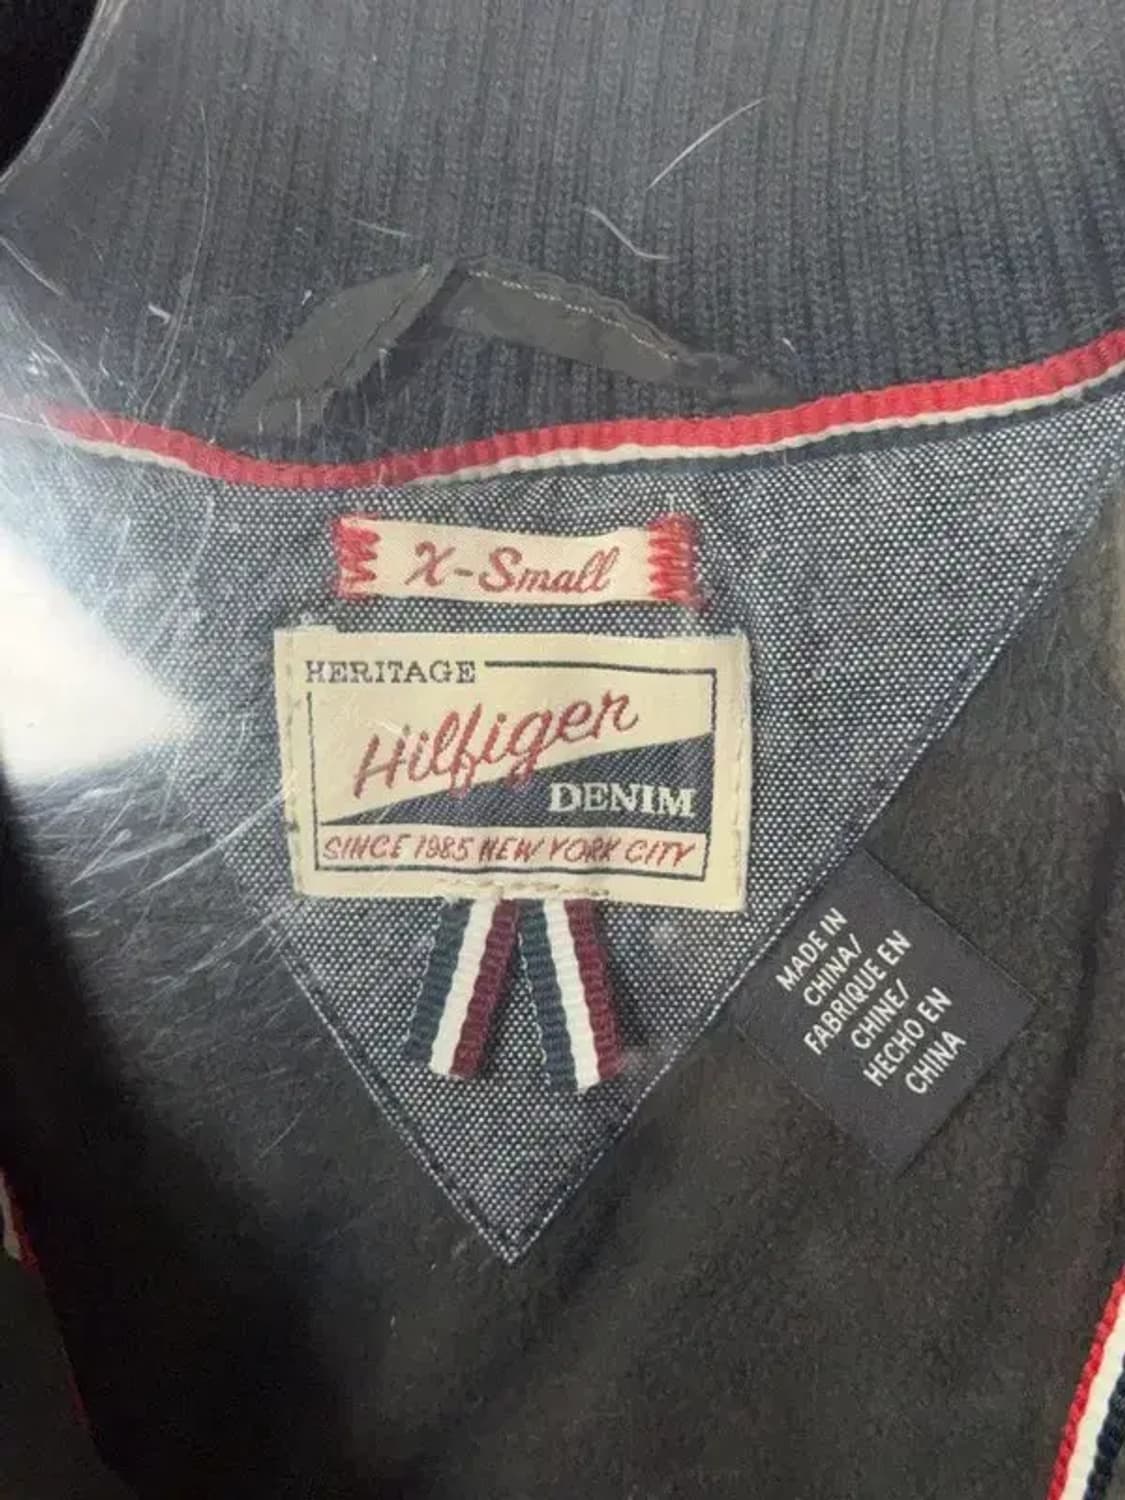 X-Small
HERITAGE
Hilfiger
DENIM
SINCE 1985 NEW YORK CITY
MADE IN
CHINA/
FABRIQUE EN
CHINE/
HECHO EN
CHINA